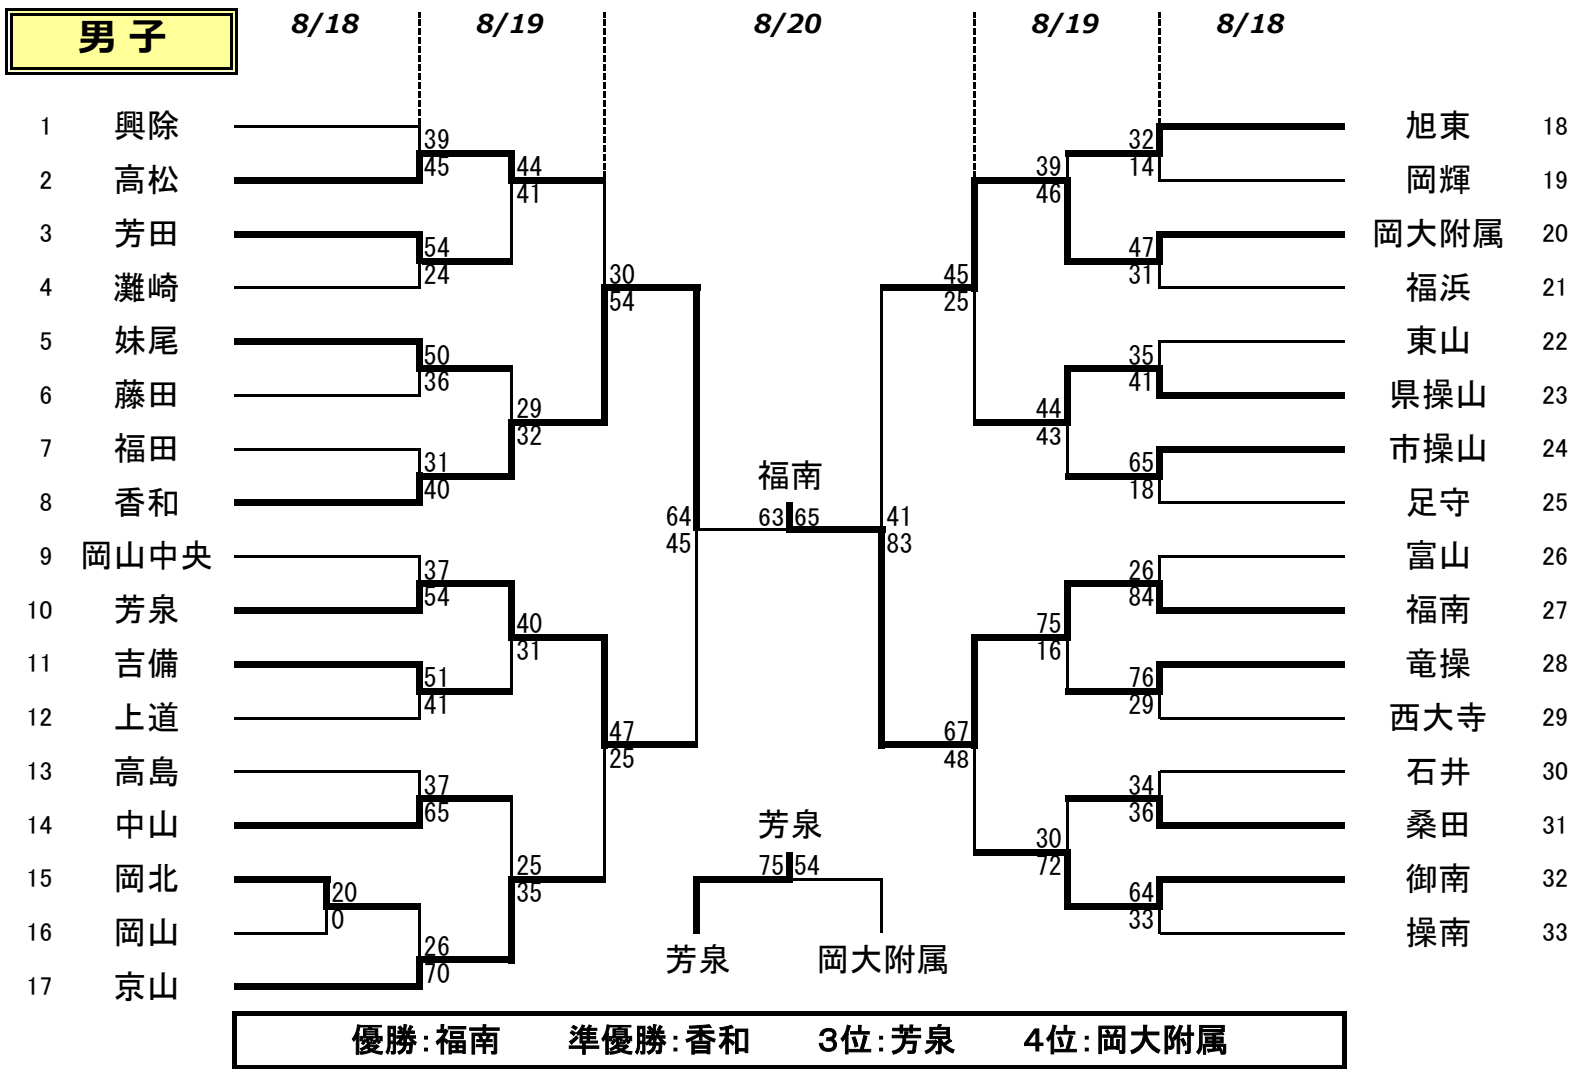 男子
8/18 8/19 8/20 8/19 8/18
1 興除 旭東 18
39 32
45 44 39 14
2 高松 岡輝 19
41 46
3 芳田 岡大附属 20
54 47
24 30 45 31
4 灘崎 福浜 21
54 25
5 妹尾 東山 22
50 35
36 41
6 藤田 県操山 23
29 44
32 43
7 福田 市操山 24
31 65
40 福南 18
8 香和 足守 25
64 63 65 41
45 83
9 岡山中央 富山 26
37 26
54 84
10 芳泉 福南 27
40 75
31 16
11 吉備 竜操 28
51 76
41 29
12 上道 西大寺 29
47 67
25 48
13 高島 石井 30
37 34
65 36
14 中山 芳泉 桑田 31
25 75 54 30
35 72
15 岡北 御南 32
20 64
0 33
16 岡山 操南 33
26 芳泉 岡大附属
70
17 京山
優勝:福南 準優勝:香和 3位:芳泉 4位:岡大附属